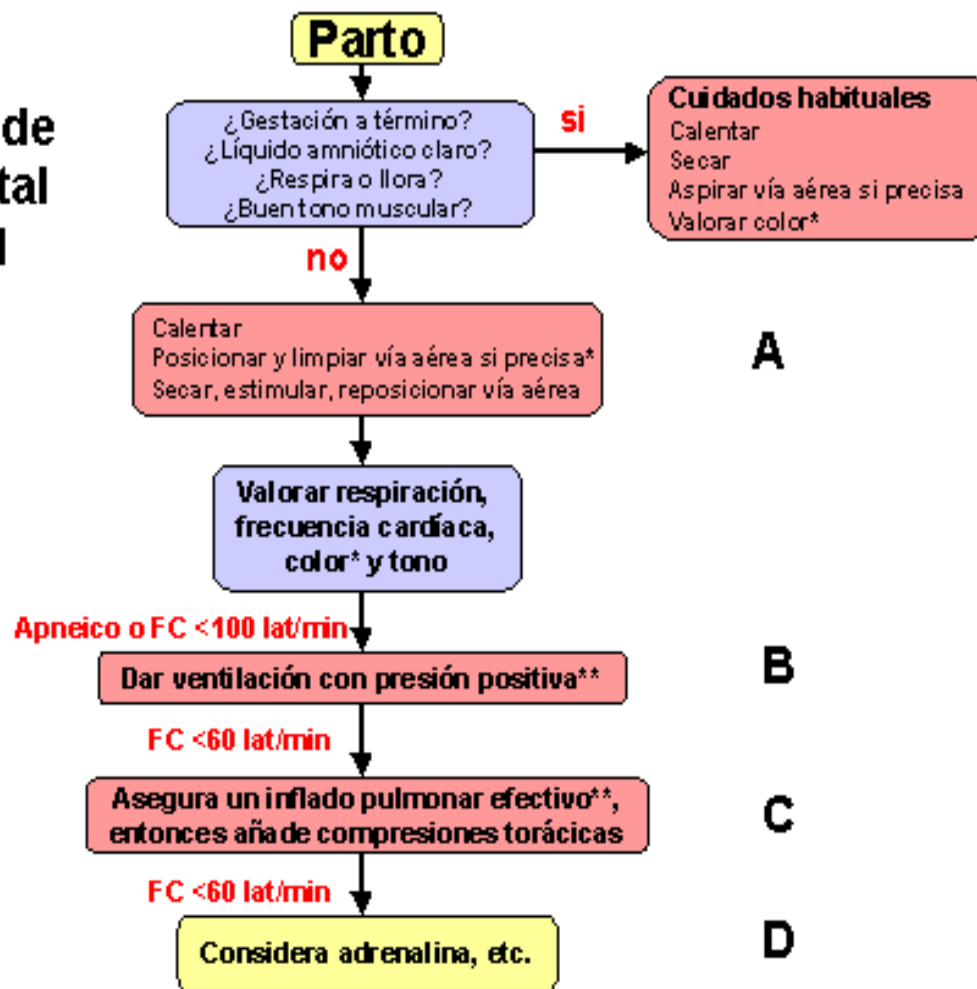 Parto
de
tal
¿Gestación a término?
¿Líquido amniótico claro?
¿Respira o llora?
¿Buen tono muscular?
si
Cuidados habituales
Calentar
Secar
Aspirar vía aérea si precisa
Valorar color*
no
Calentar
Posicionar y limpiar vía aérea si precisa*
Secar, estimular, reposicionar vía aérea
A
Valorar respiración,
frecuencia cardíaca,
color* y tono
Apneico o FC <100 lat/min
Dar ventilación con presión positiva**
B
FC <60 lat/min
Asegura un inflado pulmonar efectivo**,
entonces añade compresiones torácicas
C
FC <60 lat/min
Considera adrenalina, etc.
D